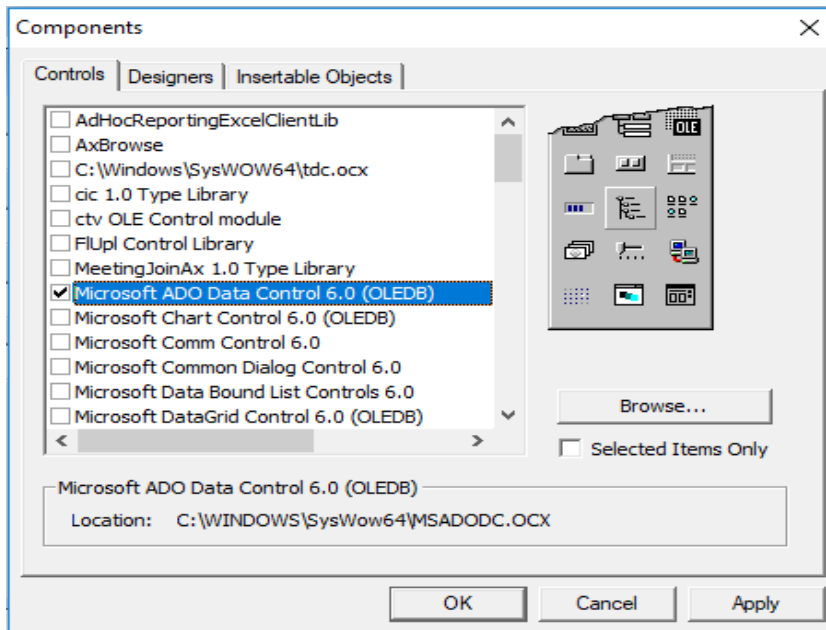 Components
Controls Designers Insertable Objects
AdHocReportingExcelClientLib
AxBrowse
C:\Windows\SysWOW64\tdc.ocx
cic 1.0 Type Library
ctv OLE Control module
FlUpl Control Library
MeetingJoinAx 1.0 Type Library
Microsoft ADO Data Control 6.0 (OLEDB)
Microsoft Chart Control 6.0 (OLEDB)
Microsoft Comm Control 6.0
Microsoft Common Dialog Control 6.0
Microsoft Data Bound List Controls 6.0
Microsoft DataGrid Control 6.0 (OLEDB)
OLE
Browse...
Selected Items Only
Microsoft ADO Data Control 6.0 (OLEDB)
Location: C:\WINDOWS\SysWow64\MSADODC.OCX
OK Cancel Apply